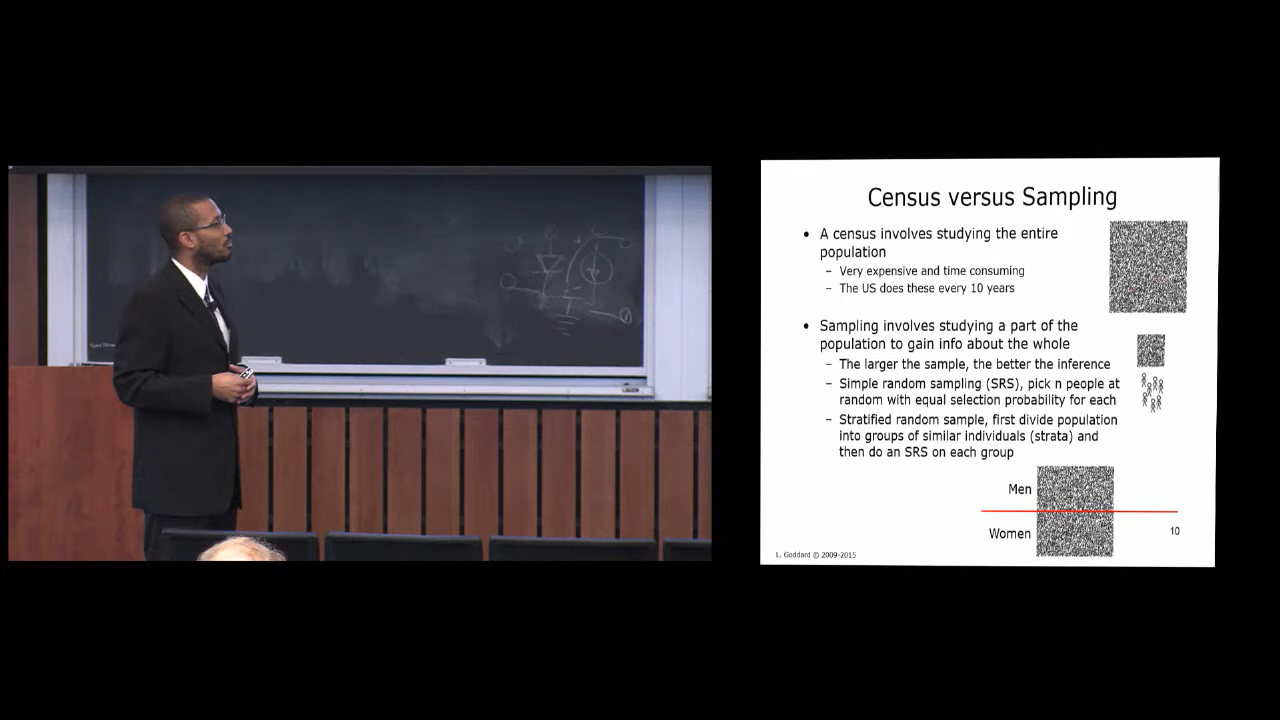 Census versus Sampling
• A census involves studying the entire
population
– Very expensive and time consuming
– The US does these every 10 years
• Sampling involves studying a part of the
population to gain info about the whole
– The larger the sample, the better the inference
– Simple random sampling (SRS), pick n people at
random with equal selection probability for each
– Stratified random sample, first divide population
into groups of similar individuals (strata) and
then do an SRS on each group
Men
Women
10
L. Goddard © 2009-2015